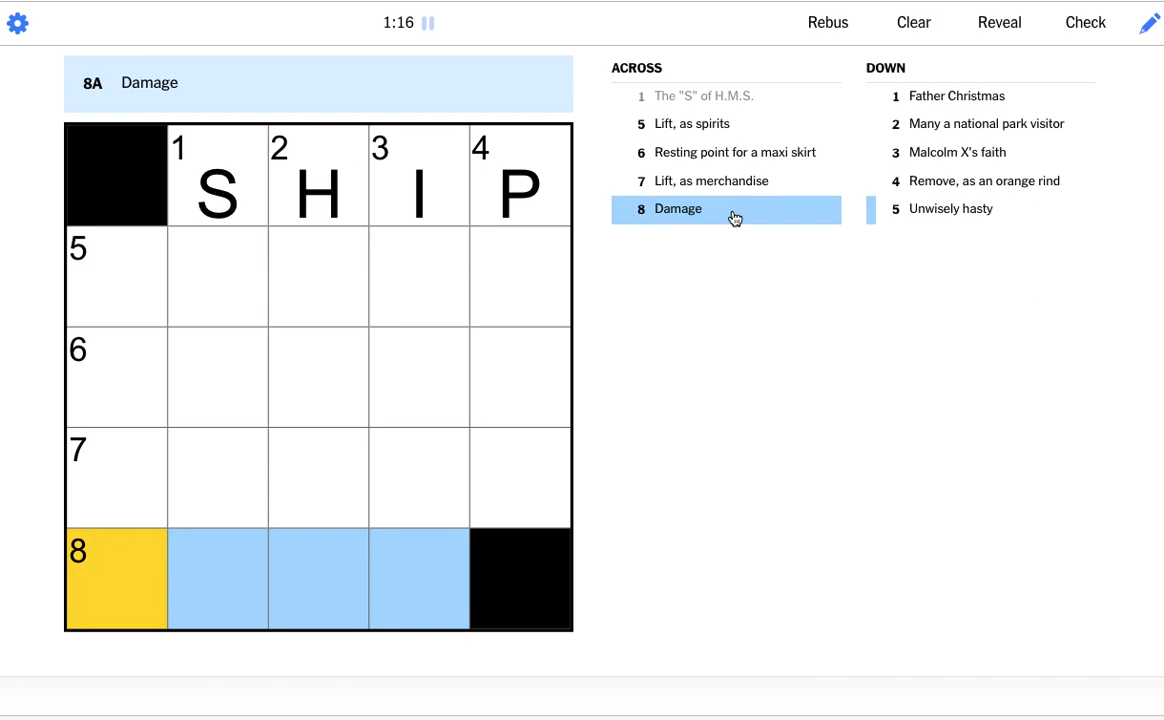 1:16
Rebus
Clear
Reveal
Check
8A Damage
1 2 3 4
S H I P
5
6
7
8
ACROSS
1 The "S" of H.M.S.
5 Lift, as spirits
6 Resting point for a maxi skirt
7 Lift, as merchandise
8 Damage
DOWN
1 Father Christmas
2 Many a national park visitor
3 Malcolm X's faith
4 Remove, as an orange rind
5 Unwisely hasty